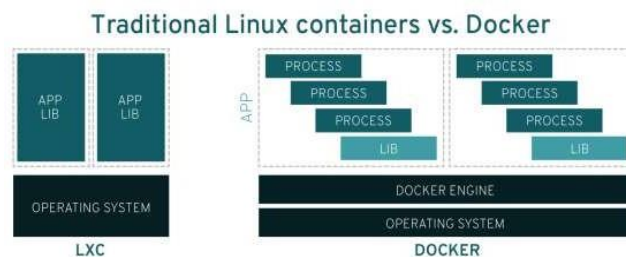 Traditional Linux containers vs. Docker
APP
LIB
APP
LIB
OPERATING SYSTEM
LXC
APP
PROCESS
PROCESS
PROCESS
LIB
PROCESS
PROCESS
PROCESS
LIB
DOCKER ENGINE
OPERATING SYSTEM
DOCKER